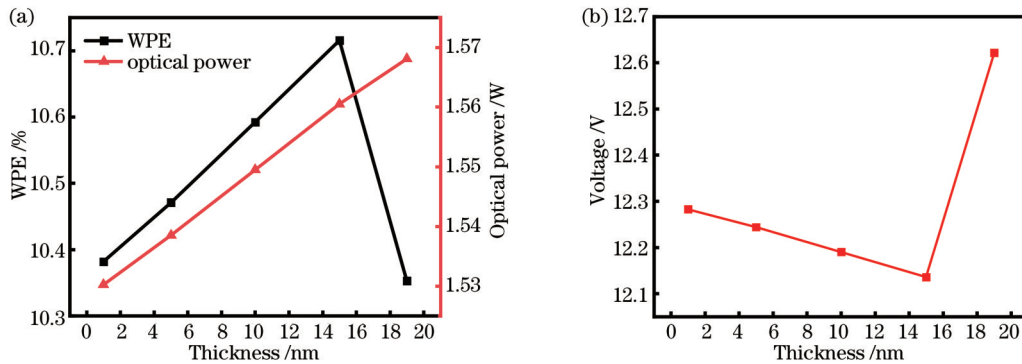 (a)
WPE
optical power
10.7
10.6
10.5
10.4
10.3
WPE /%
1.57
1.56
1.55
1.54
1.53
Optical power /W
0 2 4 6 8 10 12 14 16 18 20
Thickness /nm
(b)
12.7
12.6
12.5
12.4
12.3
12.2
12.1
Voltage /V
0 2 4 6 8 10 12 14 16 18 20
Thickness /nm